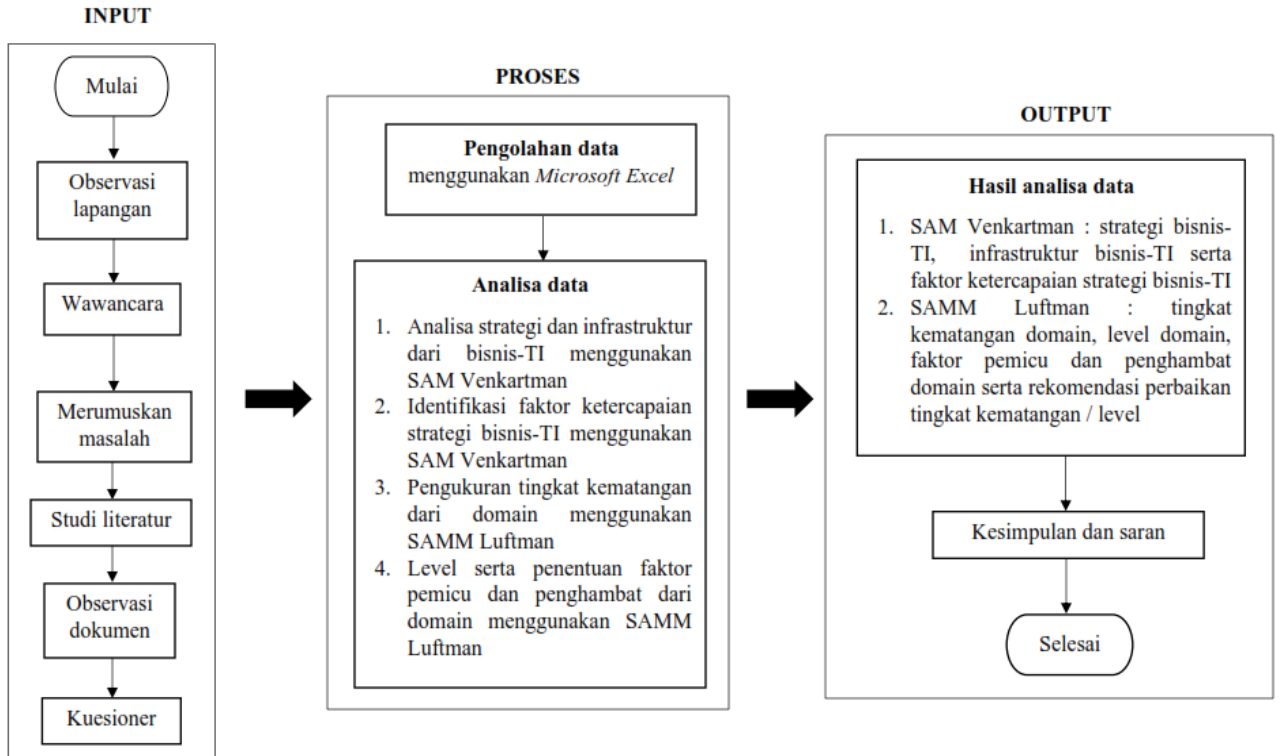 INPUT
Mulai
Observasi
lapangan
Wawancara
Merumuskan
masalah
Studi literatur
Observasi
dokumen
Kuesioner
PROSES
Pengolahan data
menggunakan Microsoft Excel
Analisa data
1. Analisa strategi dan infrastruktur
dari bisnis-TI menggunakan
SAM Venkartman
2. Identifikasi faktor ketercapaian
strategi bisnis-TI menggunakan
SAM Venkartman
3. Pengukuran tingkat kematangan
dari domain menggunakan
SAMM Luftman
4. Level serta penentuan faktor
pemicu dan penghambat dari
domain menggunakan SAMM
Luftman
OUTPUT
Hasil analisa data
1. SAM Venkartman : strategi bisnis-
TI, infrastruktur bisnis-TI serta
faktor ketercapaian strategi bisnis-TI
2. SAMM Luftman : tingkat
kematangan domain, level domain,
faktor pemicu dan penghambat
domain serta rekomendasi perbaikan
tingkat kematangan / level
Kesimpulan dan saran
Selesai